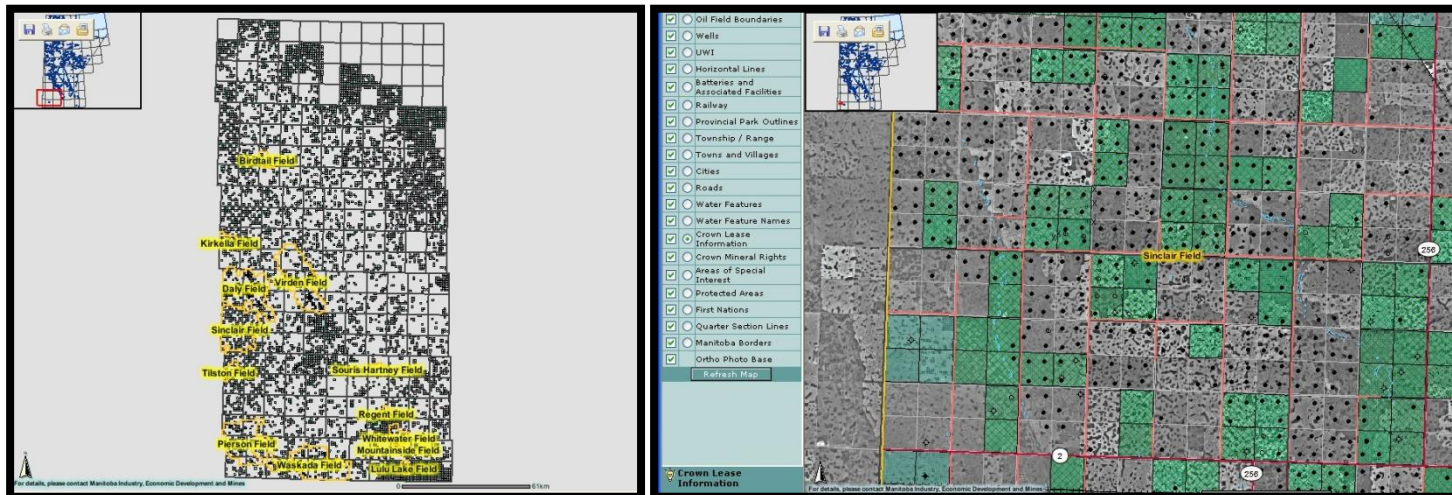 Birdtail Field
Kirkella Field
Virden Field
Daly Field
Sinclair Field
Tilston Field
Souris Hartney Field
Regent Field
Pierson Field
Whitewater Field
Mountainside Field
Waskada Field
Lulu Lake Field
For details, please contact Manitoba Industry, Economic Development and Mines
0 61km
Oil Field Boundaries
Wells
UWI
Horizontal Lines
Batteries and
Associated Facilities
Railway
Provincial Park Outlines
Township / Range
Towns and Villages
Cities
Roads
Water Features
Water Feature Names
Crown Lease
Information
Crown Mineral Rights
Areas of Special
Interest
Protected Areas
First Nations
Quarter Section Lines
Manitoba Borders
Ortho Photo Base
Refresh Map
Crown Lease
Information
Sinclair Field
256
2
256
For details, please contact Manitoba Industry, Economic Development and Mines